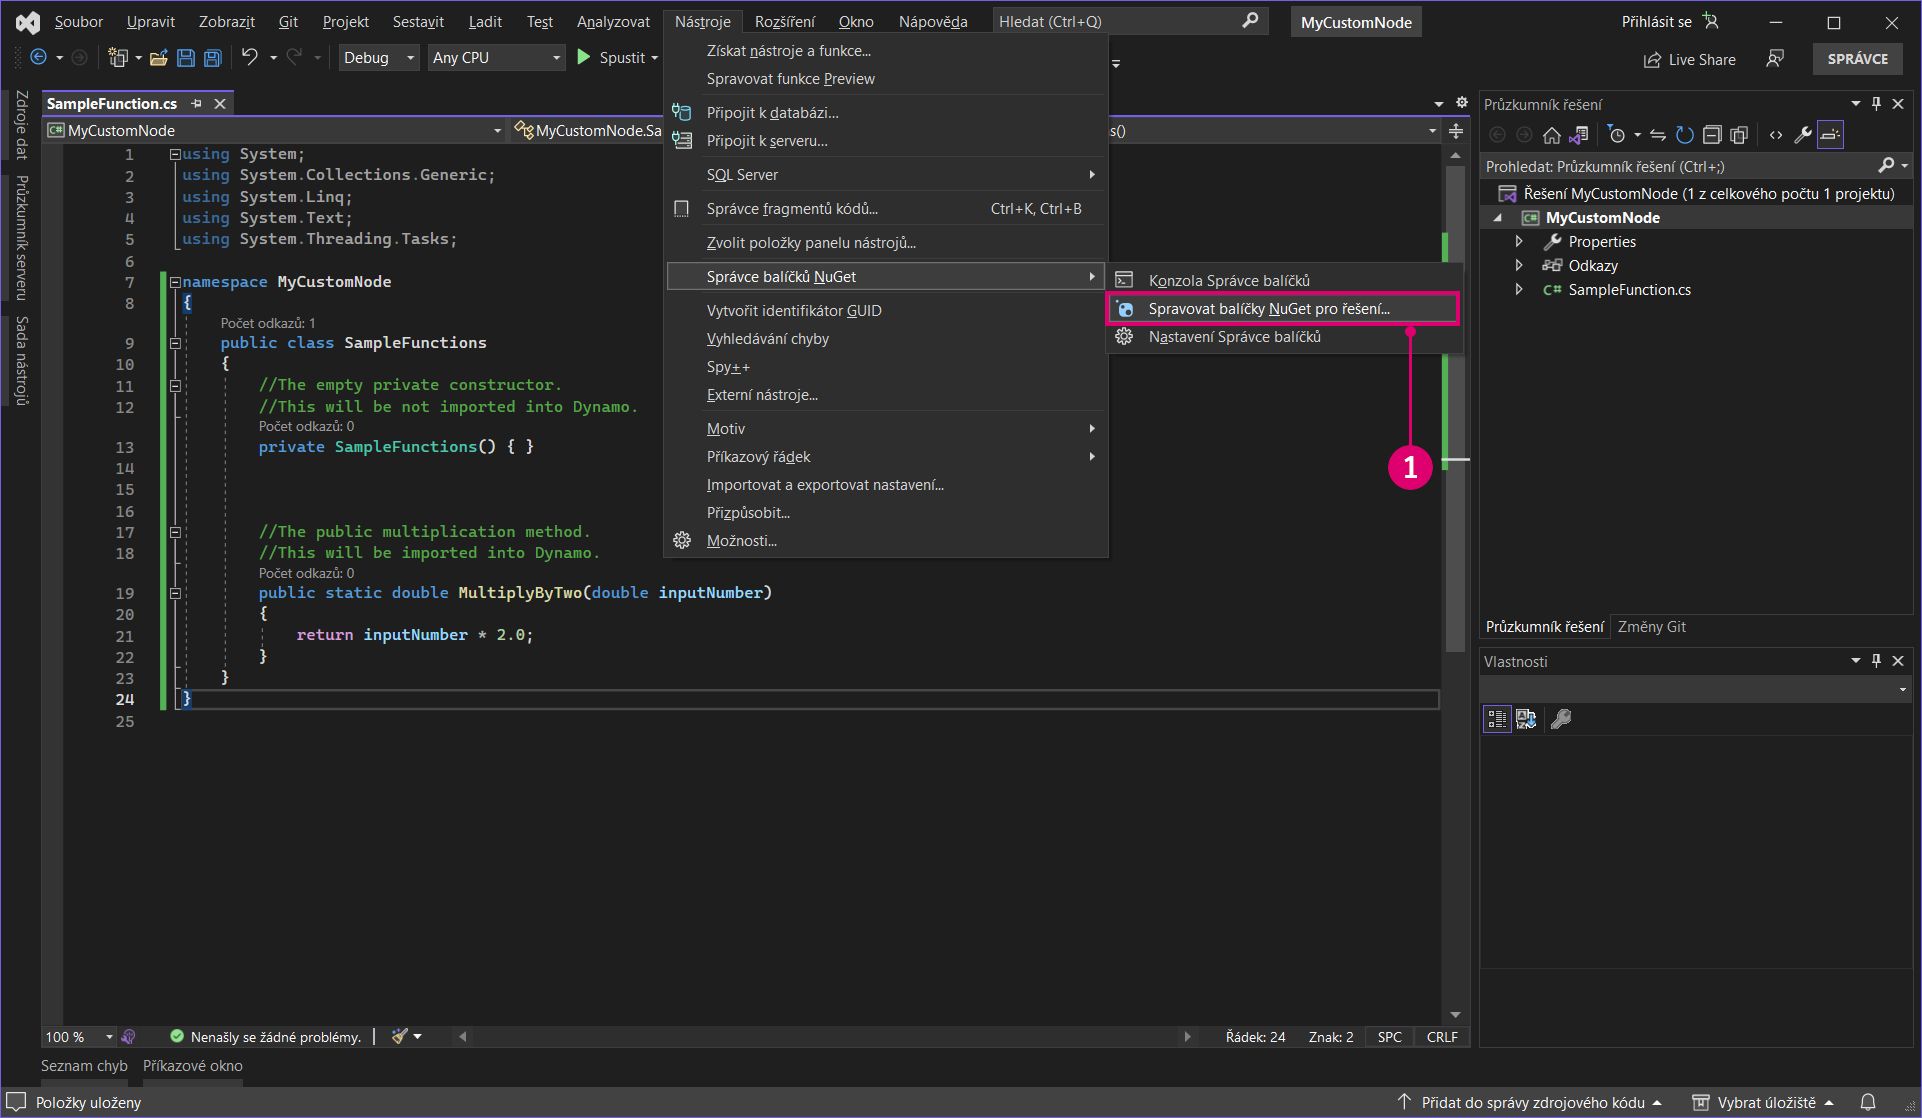 Soubor Upravit Zobrazit Git Projekt Sestavit Ladit Test Analyzovat Nástroje Rozšíření Okno Nápověda Hledat (Ctrl+Q) MyCustomNode Přihlásit se
Debug Any CPU Spustit Live Share SPRÁVCE
Zdroje dat
Průzkumník serveru
Sada nástrojů
SampleFunction.cs
MyCustomNode MyCustomNode.Sa s()
1 using System;
2 using System.Collections.Generic;
3 using System.Linq;
4 using System.Text;
5 using System.Threading.Tasks;
6
7 namespace MyCustomNode
8 {
Počet odkazů: 1
9 public class SampleFunctions
10 {
11 //The empty private constructor.
12 //This will be not imported into Dynamo.
Počet odkazů: 0
13 private SampleFunctions() { }
14
15
16
17 //The public multiplication method.
18 //This will be imported into Dynamo.
Počet odkazů: 0
19 public static double MultiplyByTwo(double inputNumber)
20 {
21 return inputNumber * 2.0;
22 }
23 }
24 }
25
Získat nástroje a funkce...
Spravovat funkce Preview
Připojit k databázi...
Připojit k serveru...
SQL Server
Správce fragmentů kódů... Ctrl+K, Ctrl+B
Zvolit položky panelu nástrojů...
Správce balíčků NuGet
Vytvořit identifikátor GUID
Vyhledávání chyby
Spy++
Externí nástroje...
Motiv
Příkazový řádek
Importovat a exportovat nastavení...
Přizpůsobit...
Možnosti...
Konzola Správce balíčků
Spravovat balíčky NuGet pro řešení...
Nastavení Správce balíčků
1
Průzkumník řešení
Prohledat: Průzkumník řešení (Ctrl+;)
Řešení MyCustomNode (1 z celkového počtu 1 projektu)
C# MyCustomNode
Properties
Odkazy
C# SampleFunction.cs
Průzkumník řešení Změny Git
Vlastnosti
100 % Nenašly se žádné problémy. Řádek: 24 Znak: 2 SPC CRLF
Seznam chyb Příkazové okno
Položky uloženy Přidat do správy zdrojového kódu Vybrat úložiště